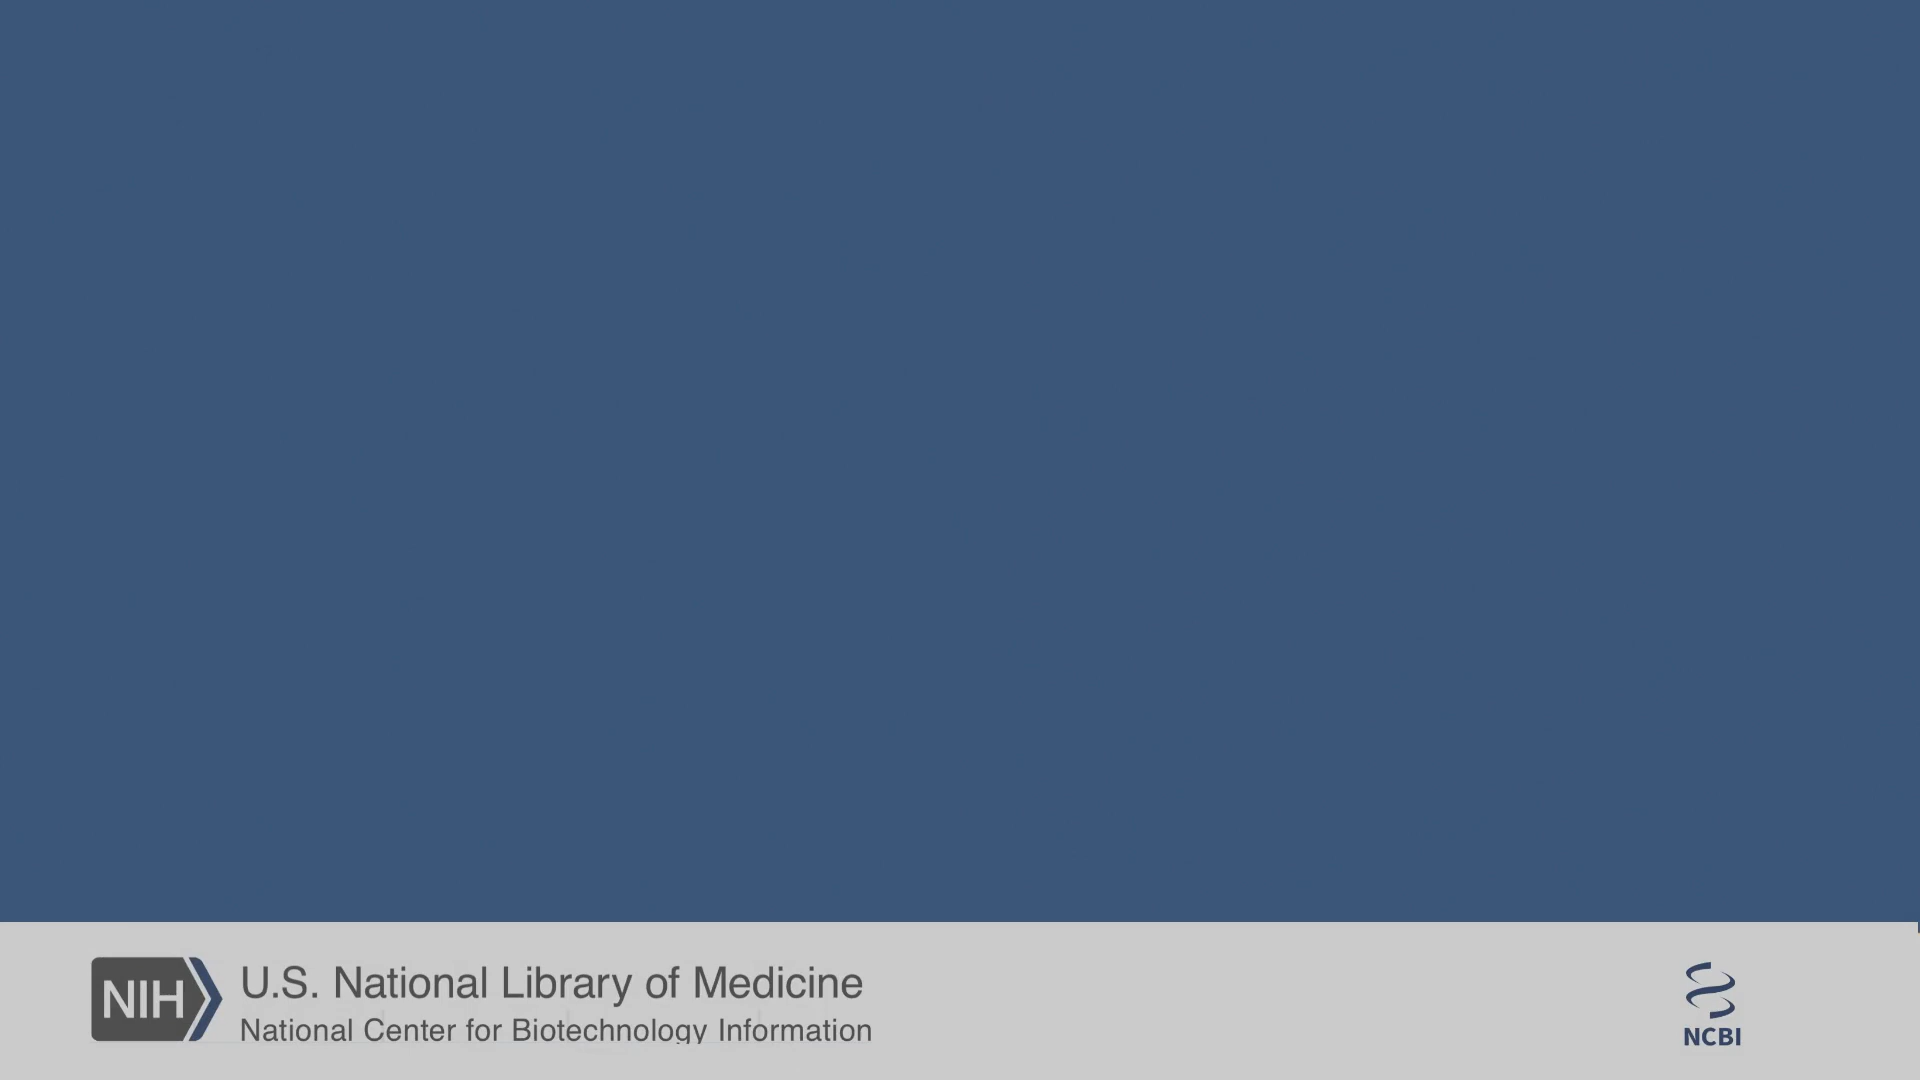 NIH
U.S. National Library of Medicine
National Center for Biotechnology Information
NCBI